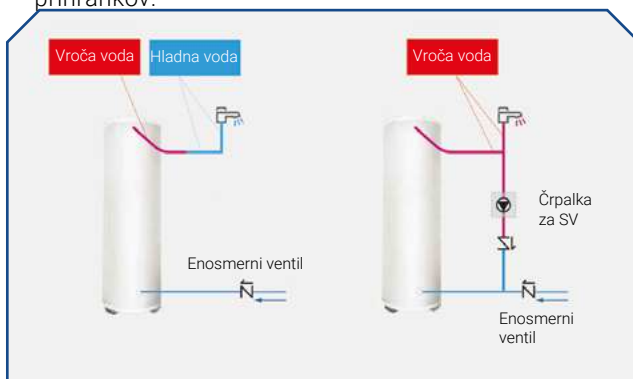 prihrankov.
Vroča voda
Hladna voda
Enosmerni ventil
Vroča voda
Črpalka
za SV
Enosmerni
ventil